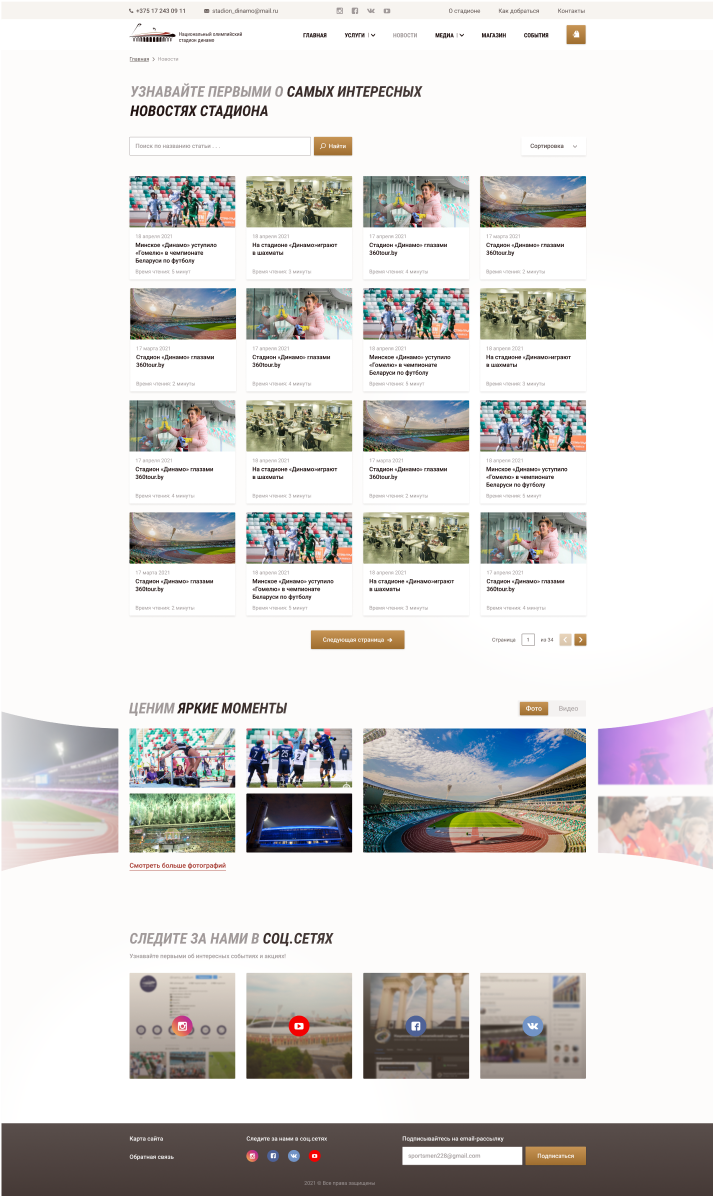 +375 17 243 09 11
stadion_dinamo@mail.ru
О стадионе
Как добраться
Контакты
Национальный олимпийский
стадион динамо
ГЛАВНАЯ
УСЛУГИ
НОВОСТИ
МЕДИА
МАГАЗИН
СОБЫТИЯ
Главная > Новости
УЗНАВАЙТЕ ПЕРВЫМИ О САМЫХ ИНТЕРЕСНЫХ
НОВОСТЯХ СТАДИОНА
Поиск по названию статьи . . .
Найти
Сортировка
18 апреля 2021
Минское «Динамо» уступило
«Гомелю» в чемпионате
Беларуси по футболу
Время чтения: 5 минут
18 апреля 2021
На стадионе «Динамо»играют
в шахматы
Время чтения: 3 минуты
17 апреля 2021
Стадион «Динамо» глазами
360tour.by
Время чтения: 4 минуты
17 марта 2021
Стадион «Динамо» глазами
360tour.by
Время чтения: 2 минуты
17 марта 2021
Стадион «Динамо» глазами
360tour.by
Время чтения: 2 минуты
17 апреля 2021
Стадион «Динамо» глазами
360tour.by
Время чтения: 4 минуты
18 апреля 2021
Минское «Динамо» уступило
«Гомелю» в чемпионате
Беларуси по футболу
Время чтения: 5 минут
18 апреля 2021
На стадионе «Динамо»играют
в шахматы
Время чтения: 3 минуты
17 апреля 2021
Стадион «Динамо» глазами
360tour.by
Время чтения: 4 минуты
18 апреля 2021
На стадионе «Динамо»играют
в шахматы
Время чтения: 3 минуты
17 марта 2021
Стадион «Динамо» глазами
360tour.by
Время чтения: 2 минуты
18 апреля 2021
Минское «Динамо» уступило
«Гомелю» в чемпионате
Беларуси по футболу
Время чтения: 5 минут
17 марта 2021
Стадион «Динамо» глазами
360tour.by
Время чтения: 2 минуты
18 апреля 2021
Минское «Динамо» уступило
«Гомелю» в чемпионате
Беларуси по футболу
Время чтения: 5 минут
18 апреля 2021
На стадионе «Динамо»играют
в шахматы
Время чтения: 3 минуты
17 апреля 2021
Стадион «Динамо» глазами
360tour.by
Время чтения: 4 минуты
Следующая страница →
Страница 1 из 34
ЦЕНИМ ЯРКИЕ МОМЕНТЫ
Фото
Видео
Смотреть больше фотографий
СЛЕДИТЕ ЗА НАМИ В СОЦ.СЕТЯХ
Узнавайте первыми об интересных событиях и акциях!
Карта сайта
Обратная связь
Следите за нами в соц.сетях
Подписывайтесь на email-рассылку
sportsmen228@gmail.com
Подписаться
2021 © Все права защищены